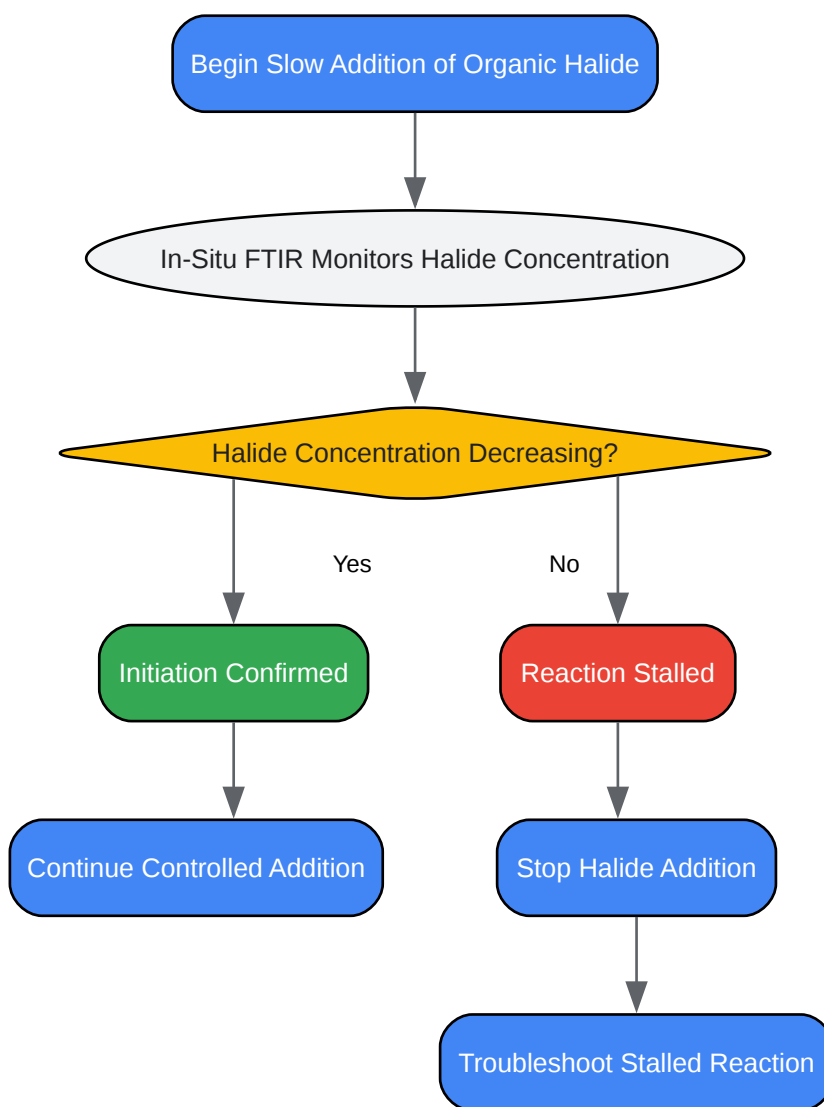 Begin Slow Addition of Organic Halide
In-Situ FTIR Monitors Halide Concentration
Halide Concentration Decreasing?
Yes
No
Initiation Confirmed
Reaction Stalled
Continue Controlled Addition
Stop Halide Addition
Troubleshoot Stalled Reaction